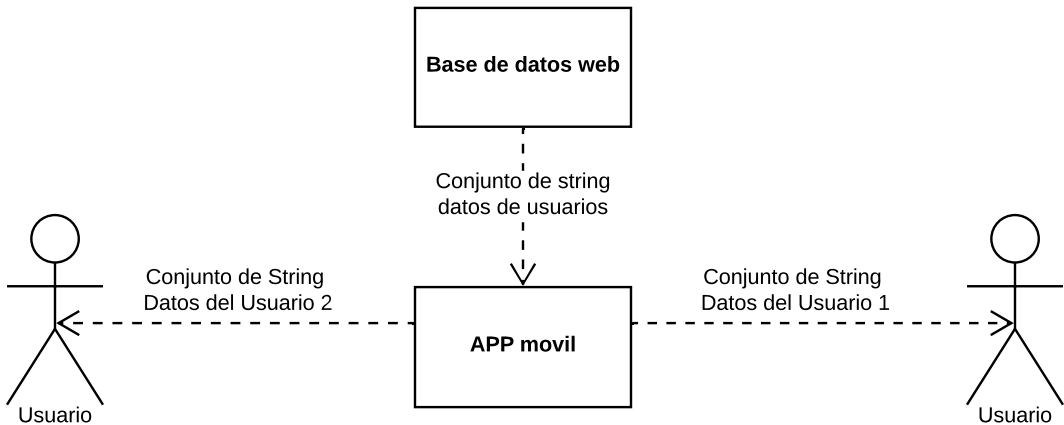 Base de datos web
Conjunto de string
datos de usuarios
Conjunto de String
Datos del Usuario 2
Conjunto de String
Datos del Usuario 1
APP movil
Usuario
Usuario